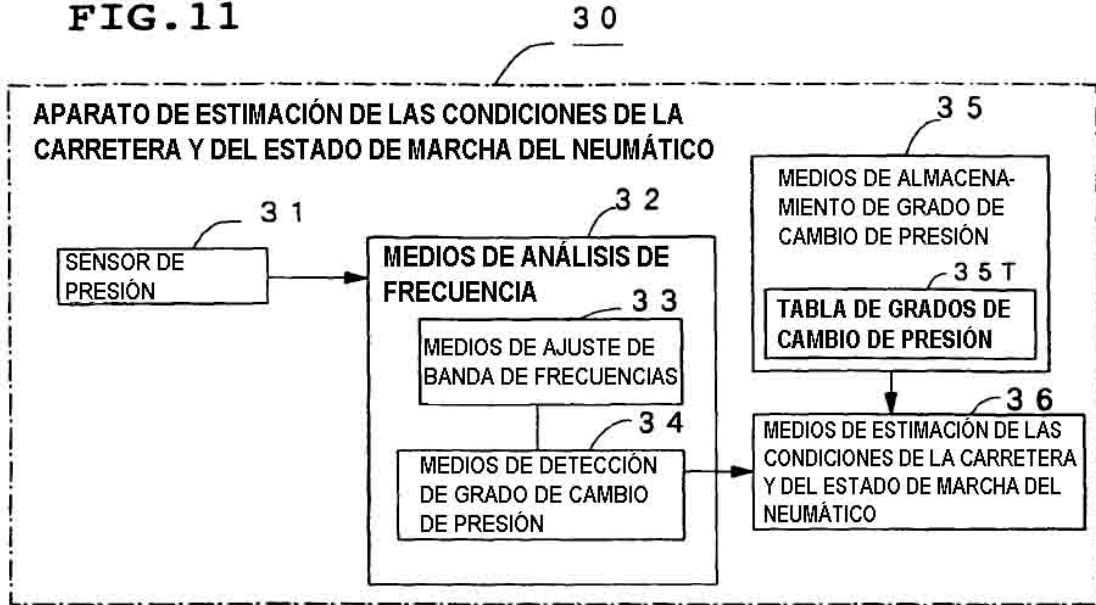 FIG.11
30
APARATO DE ESTIMACIÓN DE LAS CONDICIONES DE LA
CARRETERA Y DEL ESTADO DE MARCHA DEL NEUMÁTICO
31
SENSOR DE
PRESIÓN
32
MEDIOS DE ANÁLISIS DE
FRECUENCIA
33
MEDIOS DE AJUSTE DE
BANDA DE FRECUENCIAS
34
MEDIOS DE DETECCIÓN
DE GRADO DE CAMBIO
DE PRESIÓN
35
MEDIOS DE ALMACENA-
MIENTO DE GRADO DE
CAMBIO DE PRESIÓN
35T
TABLA DE GRADOS DE
CAMBIO DE PRESIÓN
36
MEDIOS DE ESTIMACIÓN DE LAS
CONDICIONES DE LA CARRETERA
Y DEL ESTADO DE MARCHA DEL
NEUMÁTICO